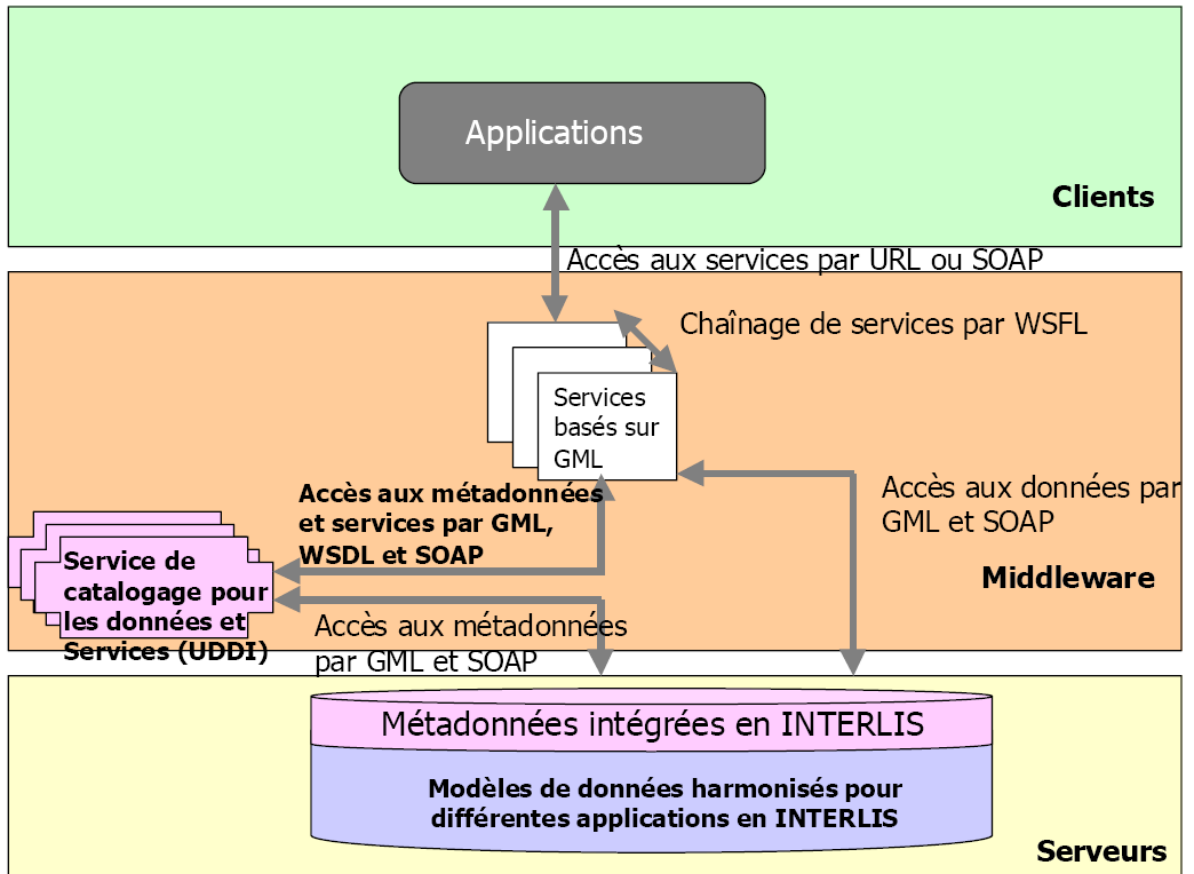 Applications
Clients
Accès aux services par URL ou SOAP
Chaînage de services par WSFL
Services
basés sur
GML
Accès aux métadonnées
et services par GML,
WSDL et SOAP
Accès aux données par
GML et SOAP
Service de
catalogage pour
les données et
Services (UDDI)
Middleware
Accès aux métadonnées
par GML et SOAP
Métadonnées intégrées en INTERLIS
Modèles de données harmonisés pour
différentes applications en INTERLIS
Serveurs